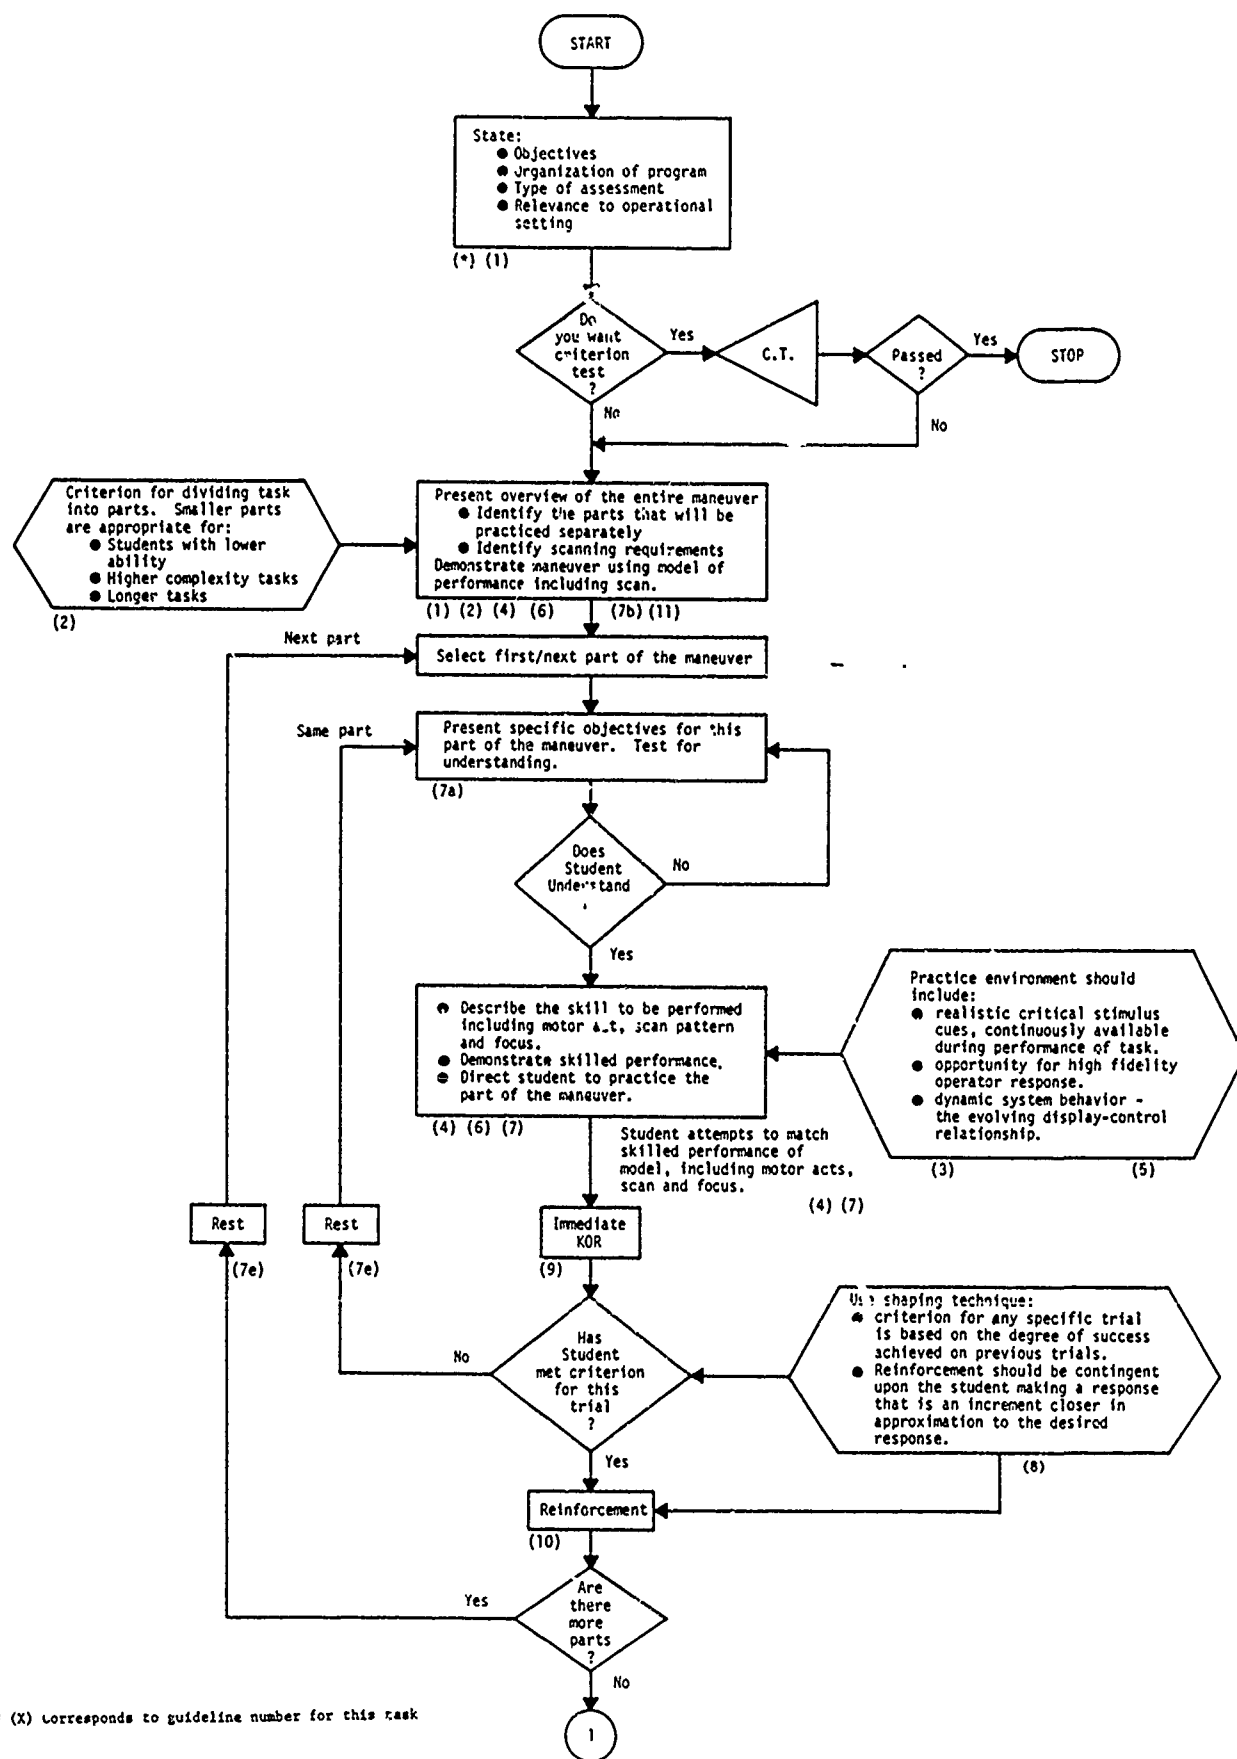 START
State:
● Objectives
● Organization of program
● Type of assessment
● Relevance to operational
setting
(*) (1)
Do
you want
criterion
test
?
Yes
C.T.
Passed
?
Yes
STOP
No
No
Criterion for dividing task
into parts. Smaller parts
are appropriate for:
● Students with lower
ability
● Higher complexity tasks
● Longer tasks
(2)
Present overview of the entire maneuver
● Identify the parts that will be
practiced separately
● Identify scanning requirements
Demonstrate maneuver using model of
performance including scan.
(1) (2) (4) (6) (7b) (11)
Next part
Select first/next part of the maneuver
Same part
Present specific objectives for this
part of the maneuver. Test for
understanding.
(7a)
Does
Student
Understand
No
Yes
● Describe the skill to be performed
including motor act, scan pattern
and focus.
● Demonstrate skilled performance.
● Direct student to practice the
part of the maneuver.
(4) (6) (7)
Practice environment should
include:
● realistic critical stimulus
cues, continuously available
during performance of task.
● opportunity for high fidelity
operator response.
● dynamic system behavior -
the evolving display-control
relationship.
(3) (5)
Student attempts to match
skilled performance of
model, including motor acts,
scan and focus.
(4) (7)
Rest
(7e)
Rest
(7e)
Immediate
KOR
(9)
Has
Student
met criterion
for this
trial
?
No
Yes
Use shaping technique:
● criterion for any specific trial
is based on the degree of success
achieved on previous trials.
● Reinforcement should be contingent
upon the student making a response
that is an increment closer in
approximation to the desired
response.
(8)
Reinforcement
(10)
Are
there
more
parts
?
Yes
No
1
(X) Corresponds to guideline number for this task